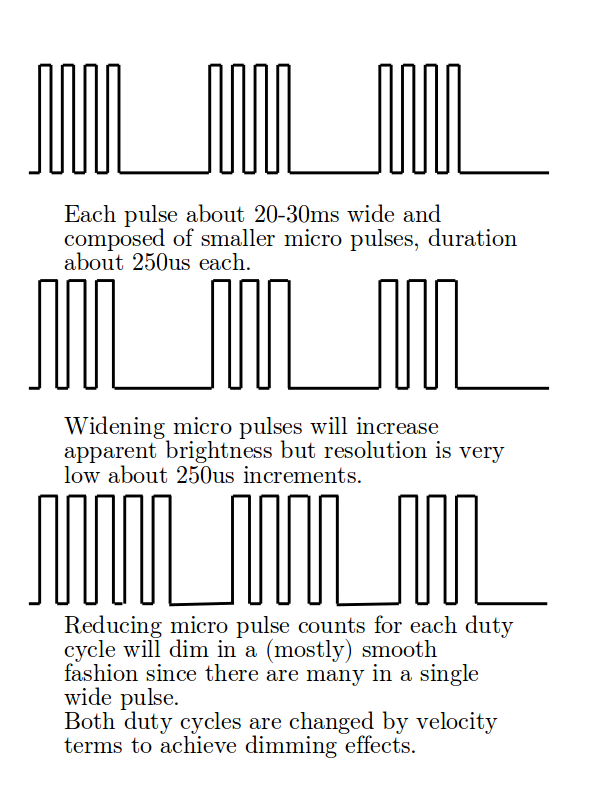 Each pulse about 20-30ms wide and
composed of smaller micro pulses, duration
about 250us each.
Widening micro pulses will increase
apparent brightness but resolution is very
low about 250us increments.
Reducing micro pulse counts for each duty
cycle will dim in a (mostly) smooth
fashion since there are many in a single
wide pulse.
Both duty cycles are changed by velocity
terms to achieve dimming effects.